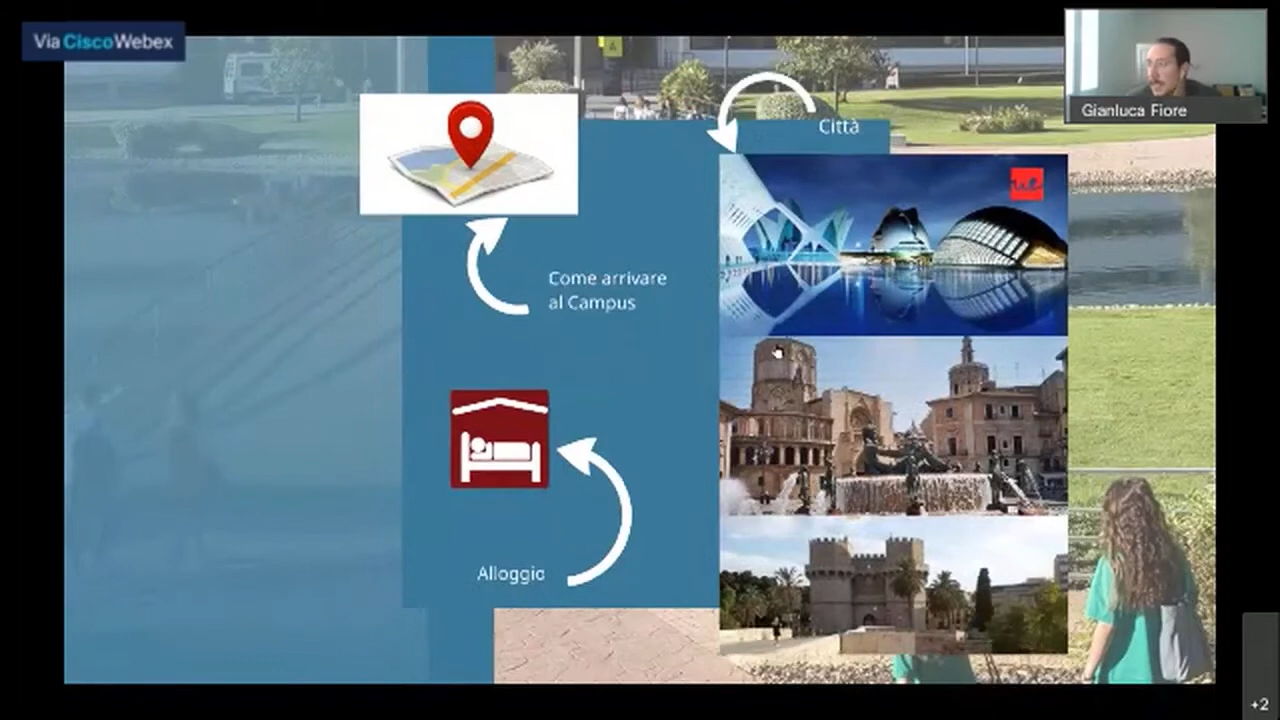 Via Cisco Webex
Gianluca Fiore
Città
Come arrivare
al Campus
Alloggio
+2